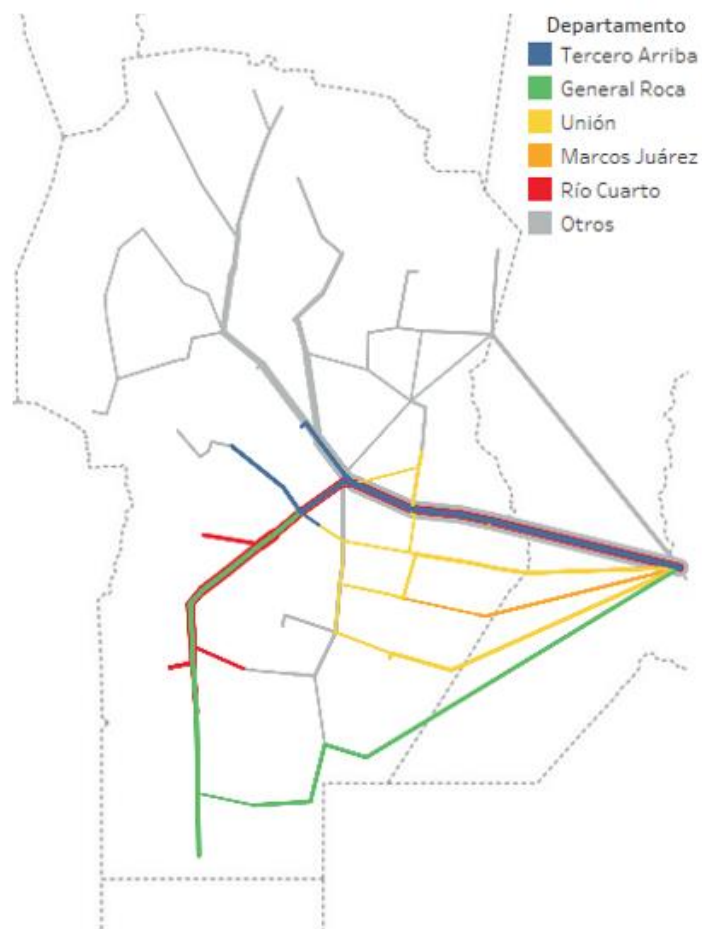 Departamento
Tercero Arriba
General Roca
Unión
Marcos Juárez
Río Cuarto
Otros